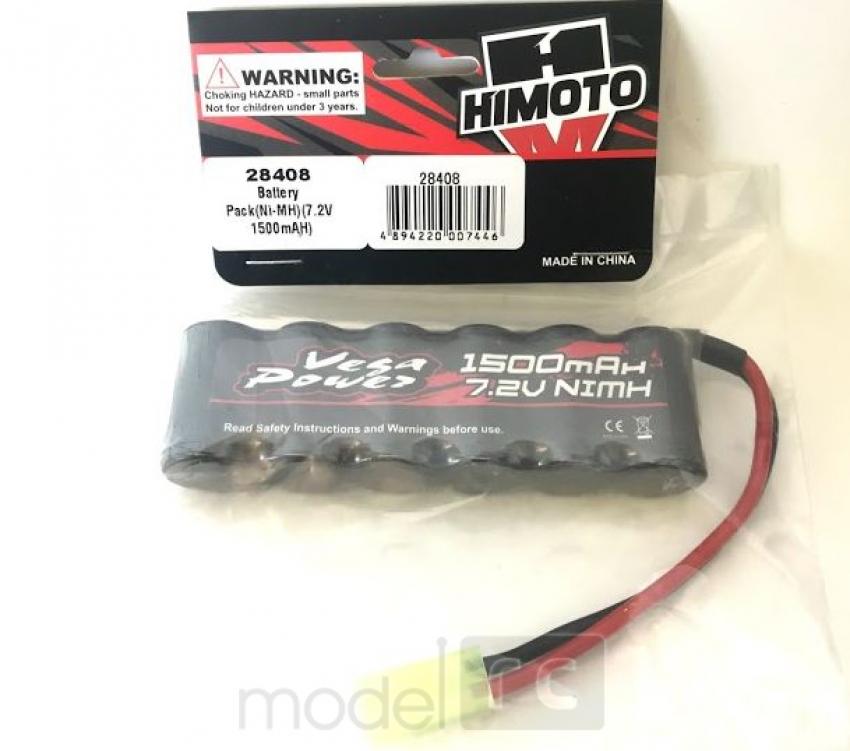 WARNING:
Choking HAZARD - small parts
Not for children under 3 years.
HIMOTO
28408
Battery
Pack(Ni-MH)(7.2V
1500mAH)
28408
4 894220 007446
MADE IN CHINA
Vega
Power
1500mAh
7.2V NiMH
Read Safety Instructions and Warnings before use.
CE
model rc